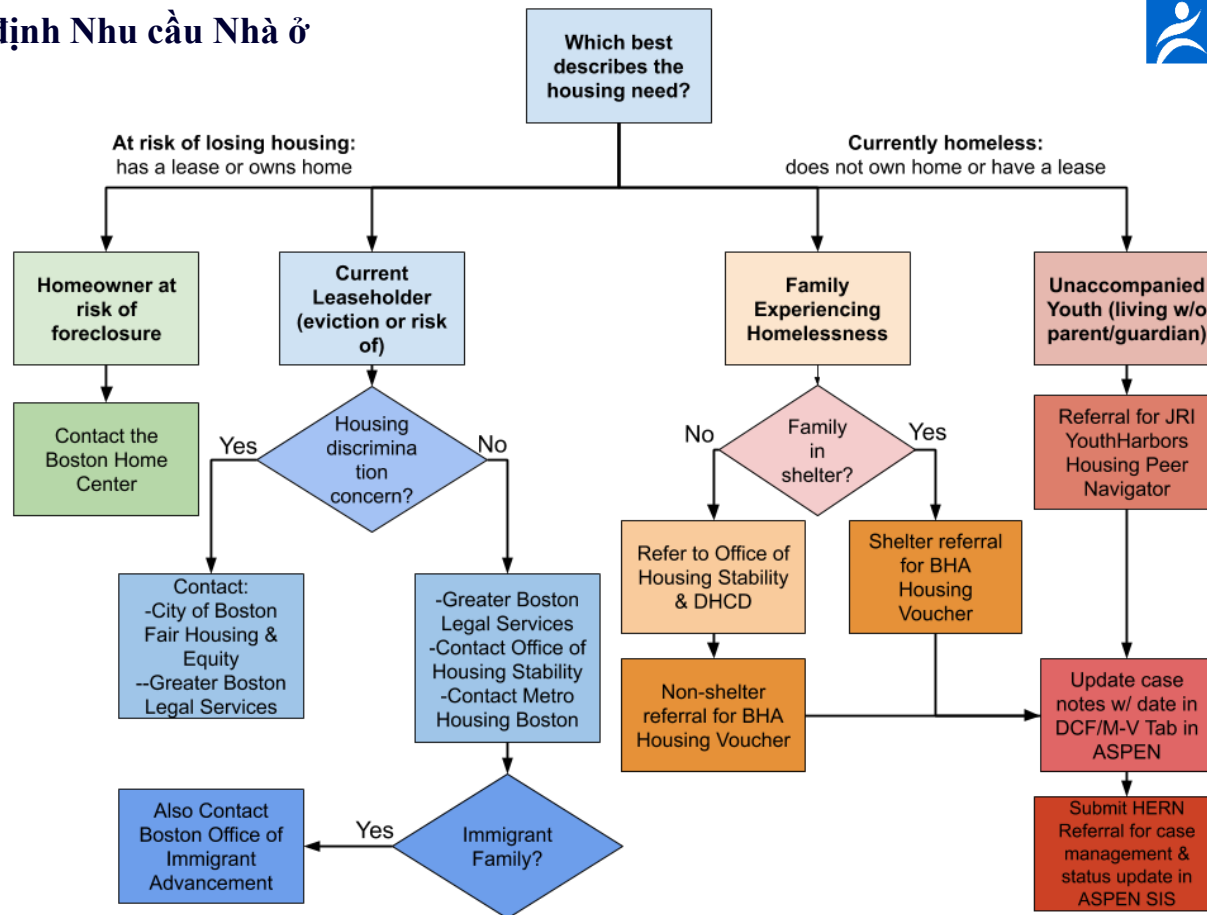 định Nhu cầu Nhà ở
Which best
describes the
housing need?
At risk of losing housing:
has a lease or owns home
Currently homeless:
does not own home or have a lease
Homeowner at
risk of
foreclosure
Current
Leaseholder
(eviction or risk
of)
Family
Experiencing
Homelessness
Unaccompanied
Youth (living w/o
parent/guardian)
Contact the
Boston Home
Center
Yes
Housing
discrimina
tion
concern?
No
No
Family
in
shelter?
Yes
Referral for JRI
YouthHarbors
Housing Peer
Navigator
Contact:
-City of Boston
Fair Housing &
Equity
--Greater Boston
Legal Services
-Greater Boston
Legal Services
-Contact Office of
Housing Stability
-Contact Metro
Housing Boston
Refer to Office of
Housing Stability
& DHCD
Shelter referral
for BHA
Housing
Voucher
Non-shelter
referral for BHA
Housing Voucher
Update case
notes w/ date in
DCF/M-V Tab in
ASPEN
Also Contact
Boston Office of
Immigrant
Advancement
Yes
Immigrant
Family?
Submit HERN
Referral for case
management &
status update in
ASPEN SIS